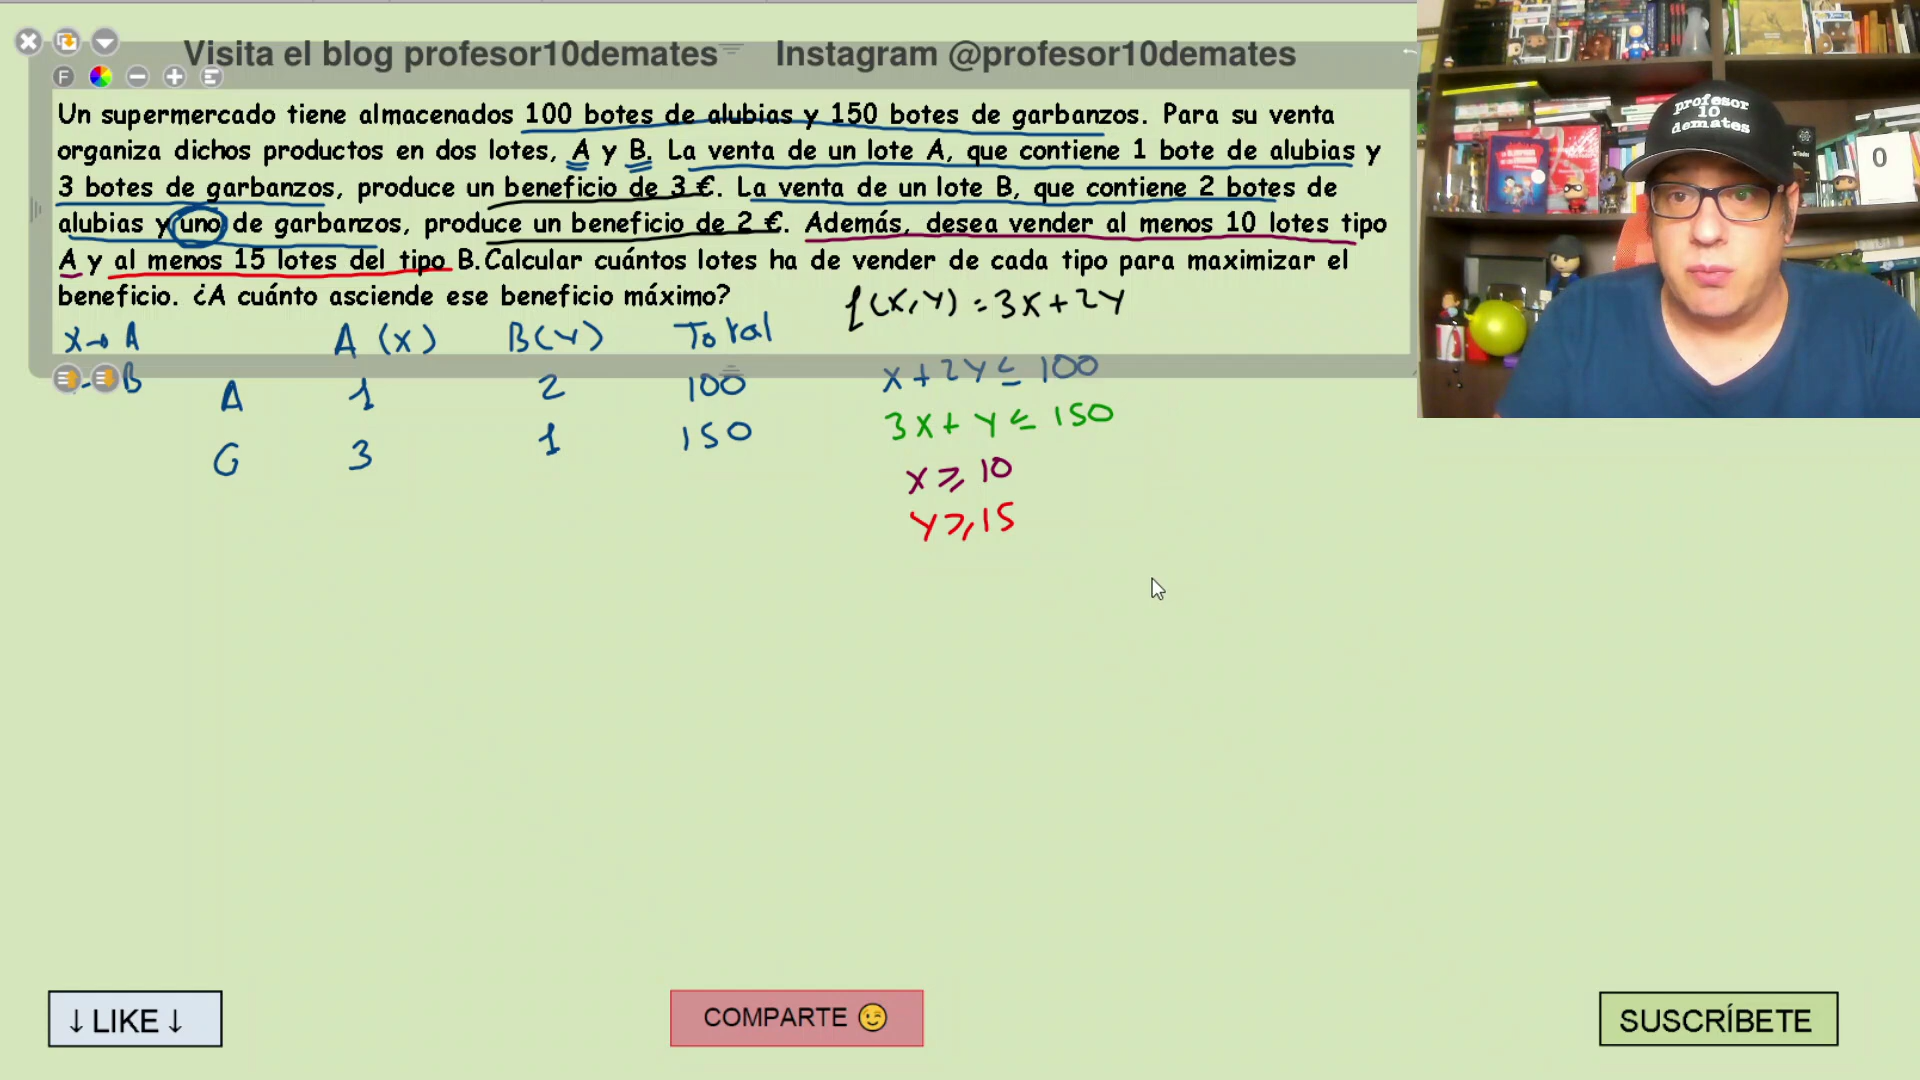 Visita el blog profesor10demates Instagram @profesor10demates
F
Un supermercado tiene almacenados 100 botes de alubias y 150 botes de garbanzos. Para su venta
organiza dichos productos en dos lotes, A y B. La venta de un lote A, que contiene 1 bote de alubias y
3 botes de garbanzos, produce un beneficio de 3 €. La venta de un lote B, que contiene 2 botes de
alubias y uno de garbanzos, produce un beneficio de 2 €. Además, desea vender al menos 10 lotes tipo
A y al menos 15 lotes del tipo B.Calcular cuántos lotes ha de vender de cada tipo para maximizar el
beneficio. ¿A cuánto asciende ese beneficio máximo?
f(x,y) = 3x+2y
x→ A A (x) B(y) Total
B A 1 2 100 x+2y≤100
G 3 1 150 3x+y≤150
x≥10
y≥15
profesor
10
demates
0
↓LIKE↓
COMPARTE 😉
SUSCRÍBETE